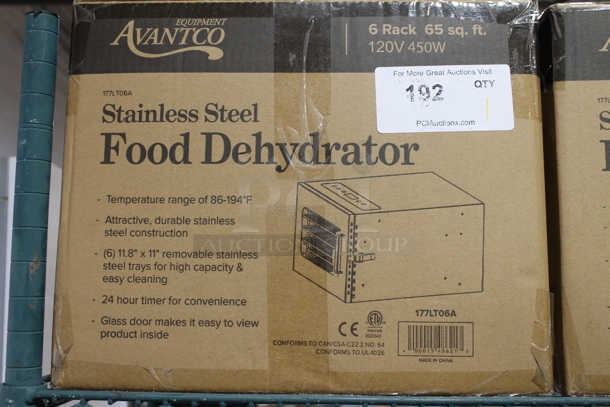 EQUIPMENT
AVANTCO
6 Rack 65 sq. ft.
120V 450W
For More Great Auctions Visit
192
QTY
PCIAuctions.com
177LT06A
Stainless Steel
Food Dehydrator
- Temperature range of 86-194°F
- Attractive, durable stainless
steel construction
- (6) 11.8" x 11" removable stainless
steel trays for high capacity &
easy cleaning
- 24 hour timer for convenience
- Glass door makes it easy to view
product inside
PCI
AUCTION GROUP
177LT06A
CE
CONFORMS TO CAN/CSA-C22.2 NO. 64
CONFORMS TO UL-1026
MADE IN CHINA